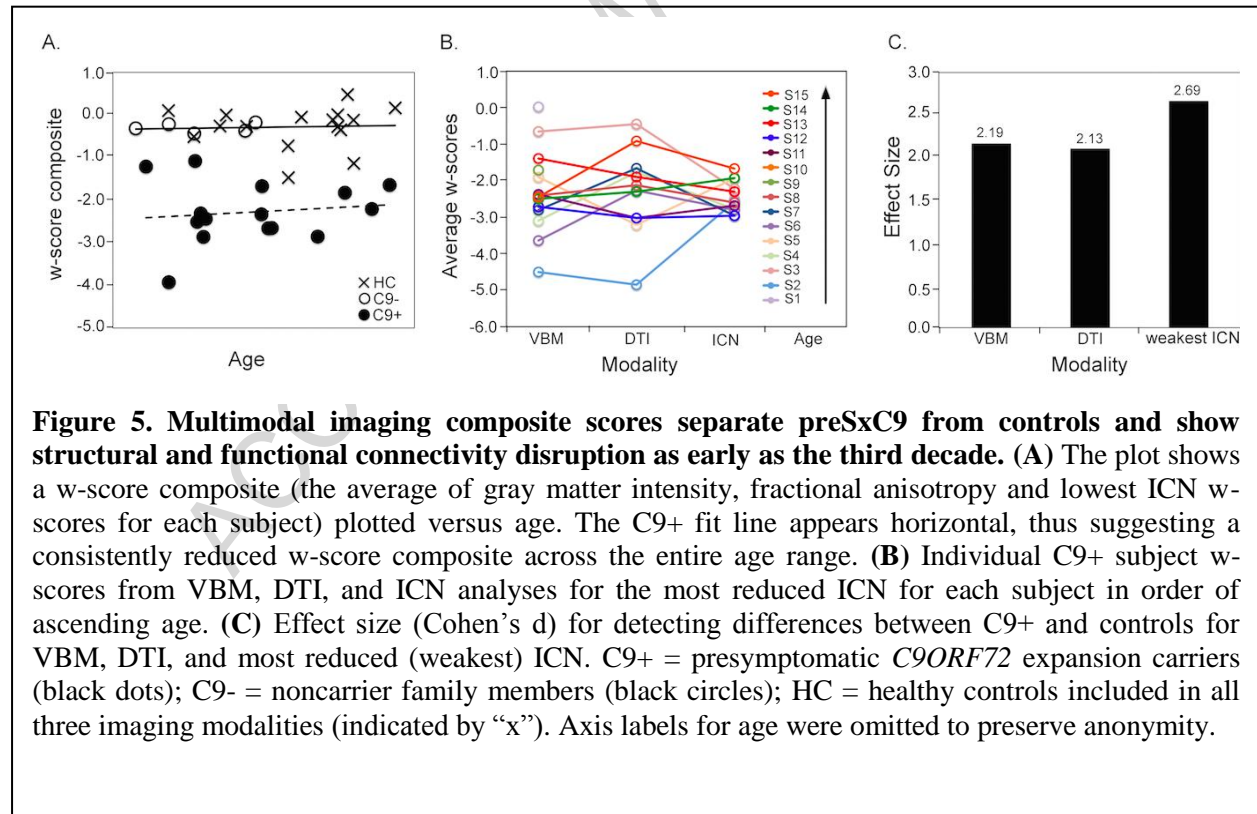 A.
B.
C.
1.0
0.0
-1.0
-2.0
-3.0
-4.0
-5.0
w-score composite
Age
HC
C9-
C9+
1.0
0.0
-1.0
-2.0
-3.0
-4.0
-5.0
-6.0
Average w-scores
VBM
DTI
ICN
Age
Modality
S15
S14
S13
S12
S11
S10
S9
S8
S7
S6
S5
S4
S3
S2
S1
3.0
2.5
2.0
1.5
1.0
0.5
0.0
Effect Size
2.19
2.13
2.69
VBM
DTI
weakest ICN
Modality
Figure 5. Multimodal imaging composite scores separate preSxC9 from controls and show
structural and functional connectivity disruption as early as the third decade. (A) The plot shows
a w-score composite (the average of gray matter intensity, fractional anisotropy and lowest ICN w-
scores for each subject) plotted versus age. The C9+ fit line appears horizontal, thus suggesting a
consistently reduced w-score composite across the entire age range. (B) Individual C9+ subject w-
scores from VBM, DTI, and ICN analyses for the most reduced ICN for each subject in order of
ascending age. (C) Effect size (Cohen's d) for detecting differences between C9+ and controls for
VBM, DTI, and most reduced (weakest) ICN. C9+ = presymptomatic C9ORF72 expansion carriers
(black dots); C9- = noncarrier family members (black circles); HC = healthy controls included in all
three imaging modalities (indicated by “x”). Axis labels for age were omitted to preserve anonymity.